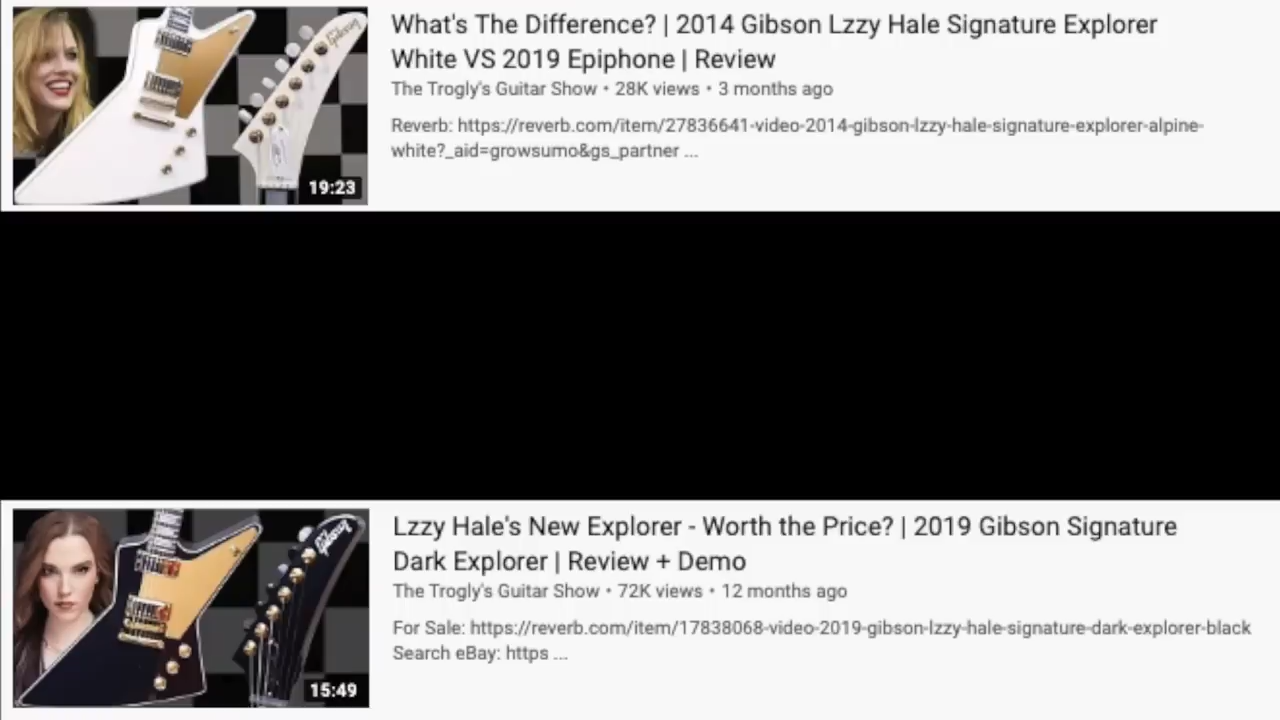 What's The Difference? | 2014 Gibson Lzzy Hale Signature Explorer
White VS 2019 Epiphone | Review
The Trogly's Guitar Show • 28K views • 3 months ago
Reverb: https://reverb.com/item/27836641-video-2014-gibson-lzzy-hale-signature-explorer-alpine-
white?_aid=growsumo&gs_partner ...
Gibson
19:23
Lzzy Hale's New Explorer - Worth the Price? | 2019 Gibson Signature
Dark Explorer | Review + Demo
The Trogly's Guitar Show • 72K views • 12 months ago
For Sale: https://reverb.com/item/17838068-video-2019-gibson-lzzy-hale-signature-dark-explorer-black
Search eBay: https ...
Gibson
15:49